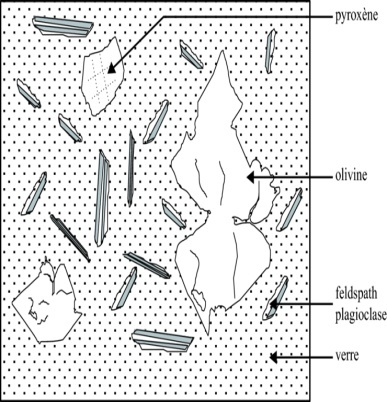 pyroxène
olivine
feldspath
plagioclase
verre